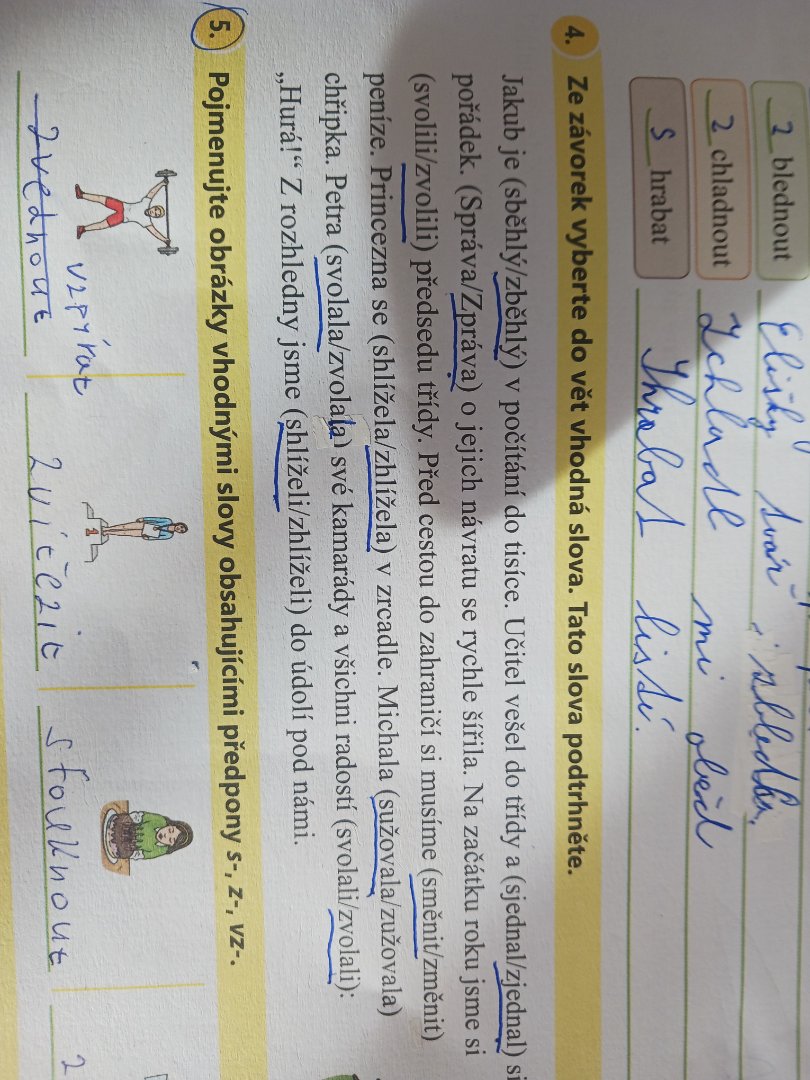 z blednout
Elišky tvář zbledla.
z chladnout
Zchladl mi oběd
s hrabat
Shrabat listí.
4. Ze závorek vyberte do vět vhodná slova. Tato slova podtrhněte.
Jakub je (sběhlý/zběhlý) v počítání do tisíce. Učitel vešel do třídy a (sjednal/zjednal) si
pořádek. (Správa/Zpráva) o jejich návratu se rychle šířila. Na začátku roku jsme si
(svolili/zvolili) předsedu třídy. Před cestou do zahraničí si musíme (směnit/změnit)
peníze. Princezna se (shlížela/zhlížela) v zrcadle. Michala (sužovala/zužovala)
chřipka. Petra (svolala/zvolala) své kamarády a všichni radostí (svolali/zvolali):
„Hurá!“ Z rozhledny jsme (shlíželi/zhlíželi) do údolí pod námi.
5. Pojmenujte obrázky vhodnými slovy obsahujícími předpony s-, z-, vz-.
1
vzpírat
zvednout
zvítězit
sfouknout
z